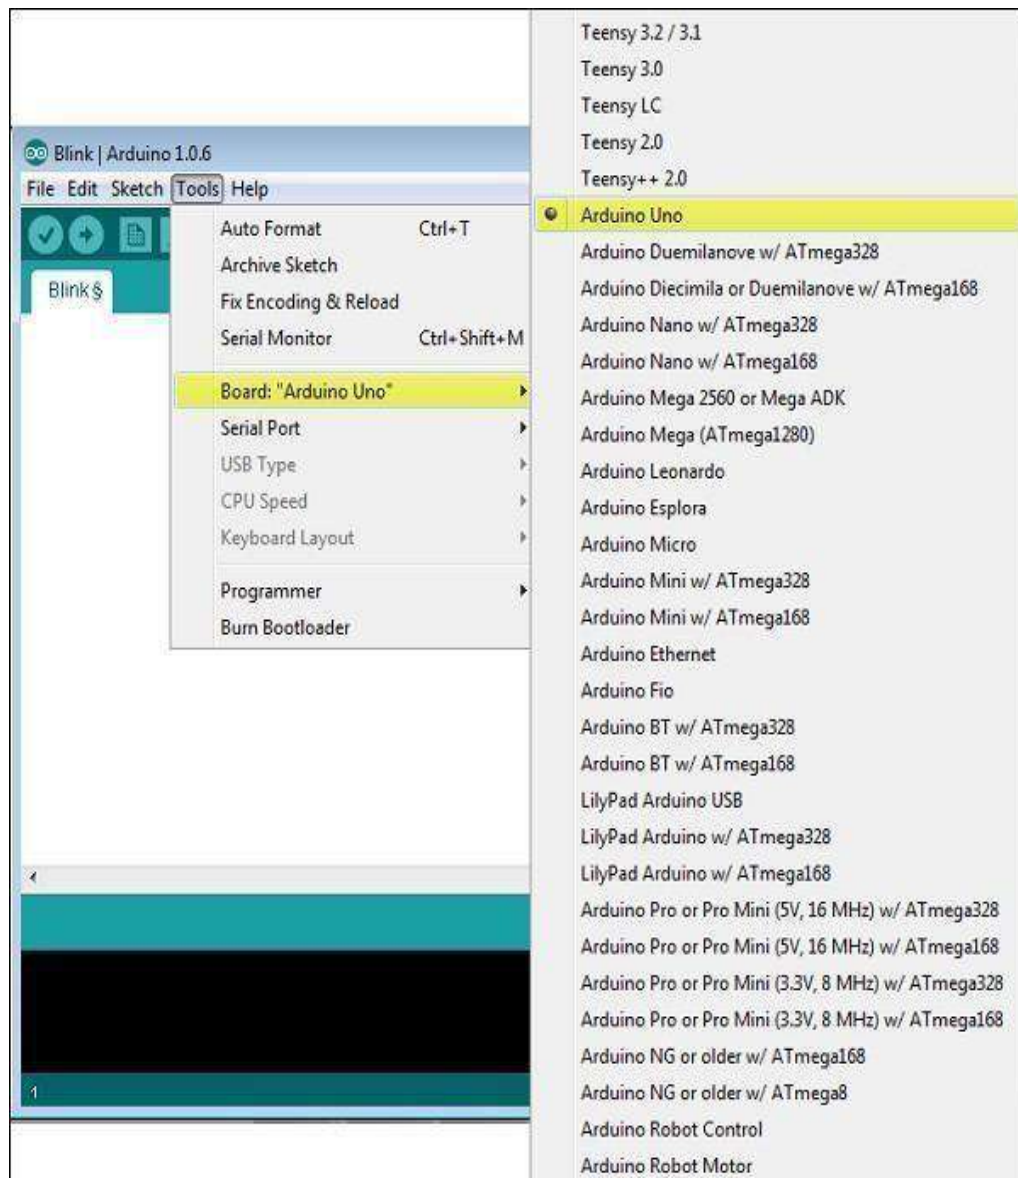 Blink | Arduino 1.0.6
File Edit Sketch Tools Help
Blink §
Auto Format Ctrl+T
Archive Sketch
Fix Encoding & Reload
Serial Monitor Ctrl+Shift+M
Board: "Arduino Uno"
Serial Port
USB Type
CPU Speed
Keyboard Layout
Programmer
Burn Bootloader
1
Teensy 3.2 / 3.1
Teensy 3.0
Teensy LC
Teensy 2.0
Teensy++ 2.0
Arduino Uno
Arduino Duemilanove w/ ATmega328
Arduino Diecimila or Duemilanove w/ ATmega168
Arduino Nano w/ ATmega328
Arduino Nano w/ ATmega168
Arduino Mega 2560 or Mega ADK
Arduino Mega (ATmega1280)
Arduino Leonardo
Arduino Esplora
Arduino Micro
Arduino Mini w/ ATmega328
Arduino Mini w/ ATmega168
Arduino Ethernet
Arduino Fio
Arduino BT w/ ATmega328
Arduino BT w/ ATmega168
LilyPad Arduino USB
LilyPad Arduino w/ ATmega328
LilyPad Arduino w/ ATmega168
Arduino Pro or Pro Mini (5V, 16 MHz) w/ ATmega328
Arduino Pro or Pro Mini (5V, 16 MHz) w/ ATmega168
Arduino Pro or Pro Mini (3.3V, 8 MHz) w/ ATmega328
Arduino Pro or Pro Mini (3.3V, 8 MHz) w/ ATmega168
Arduino NG or older w/ ATmega168
Arduino NG or older w/ ATmega8
Arduino Robot Control
Arduino Robot Motor